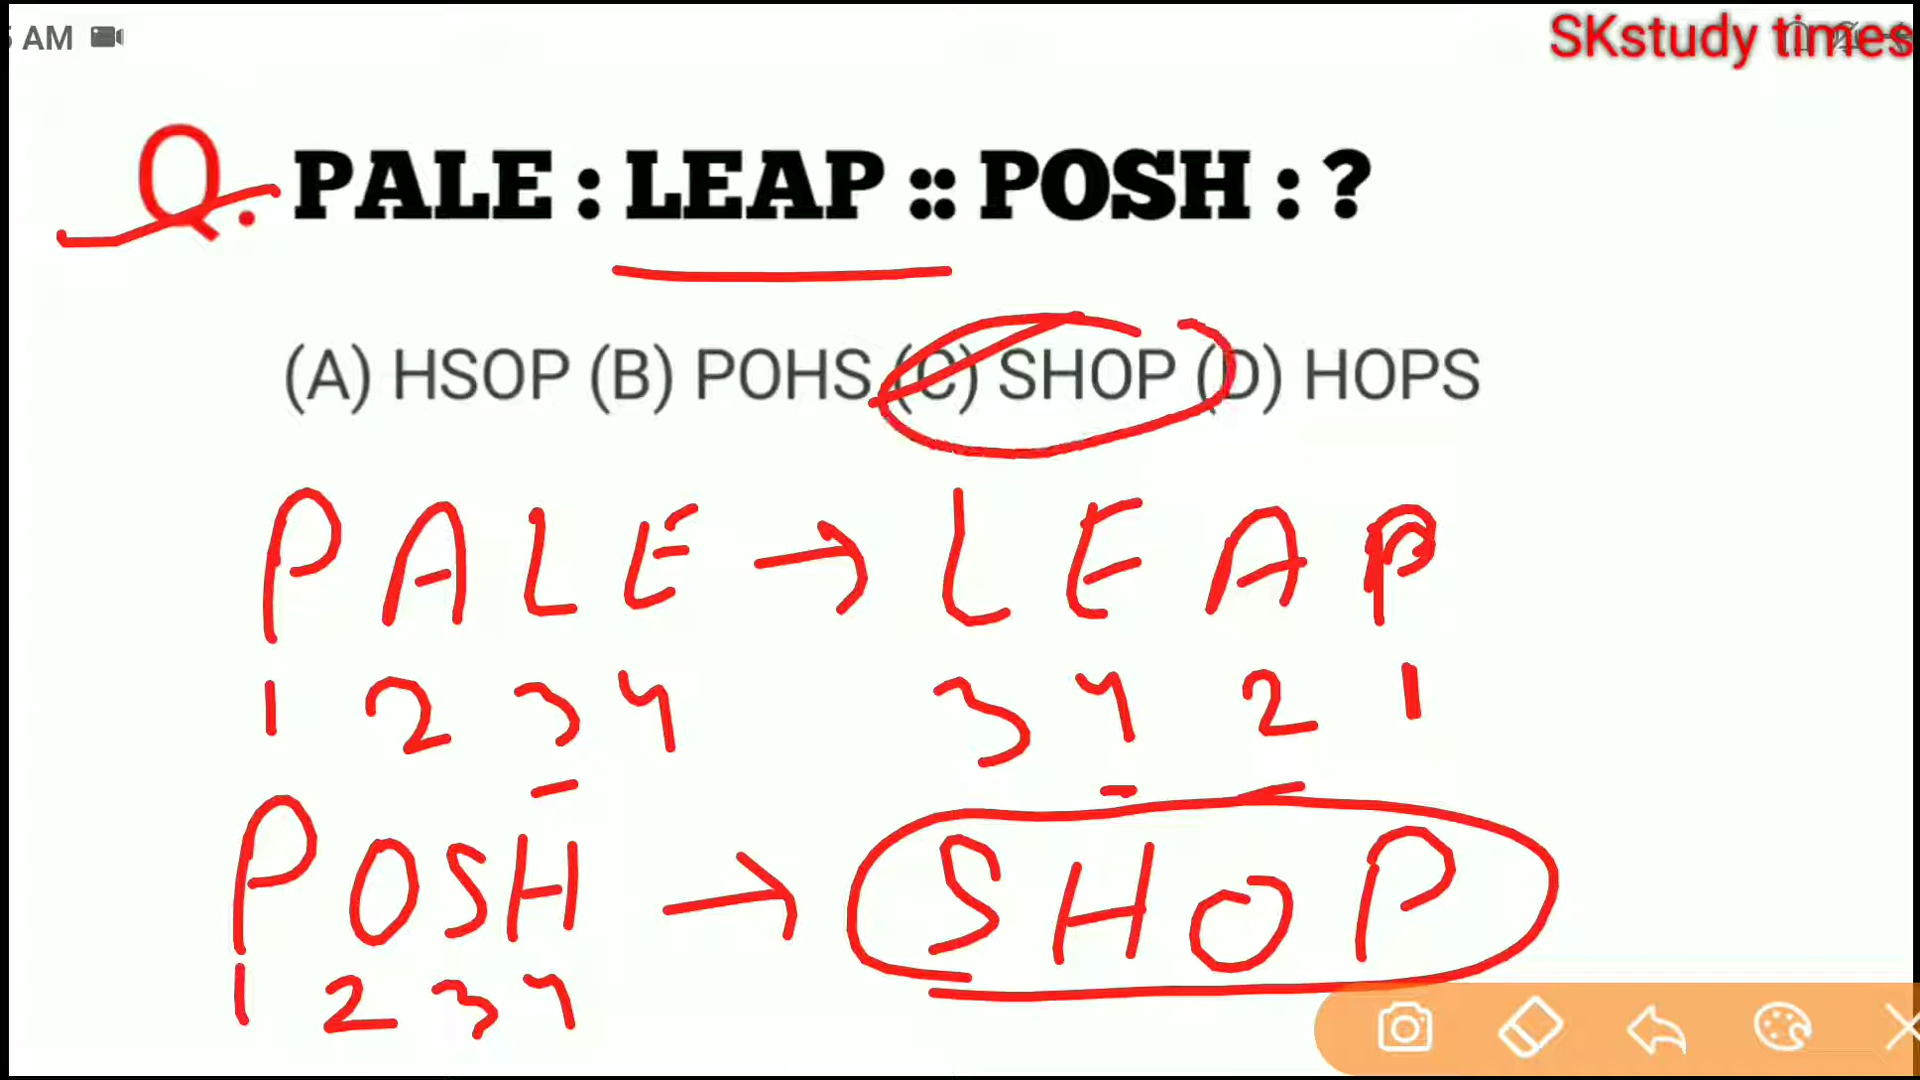 5 AM
SKstudy times
Q. PALE : LEAP :: POSH : ?
(A) HSOP (B) POHS (C) SHOP (D) HOPS
PALE → LEAP
1 2 3 4 3 4 2 1
POSH → SHOP
1 2 3 4